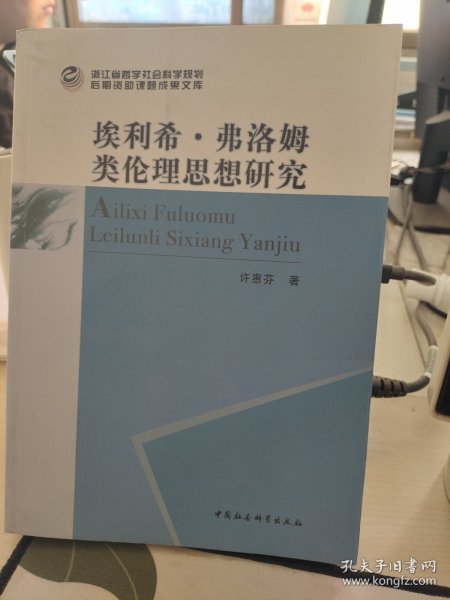 浙江省哲学社会科学规划
后期资助课题成果文库
埃利希·弗洛姆
类伦理思想研究
Ailixi Fuluomu
Leilunli Sixiang Yanjiu
许惠芬 著
中国社会科学出版社
孔夫子旧书网
www.kongfz.com